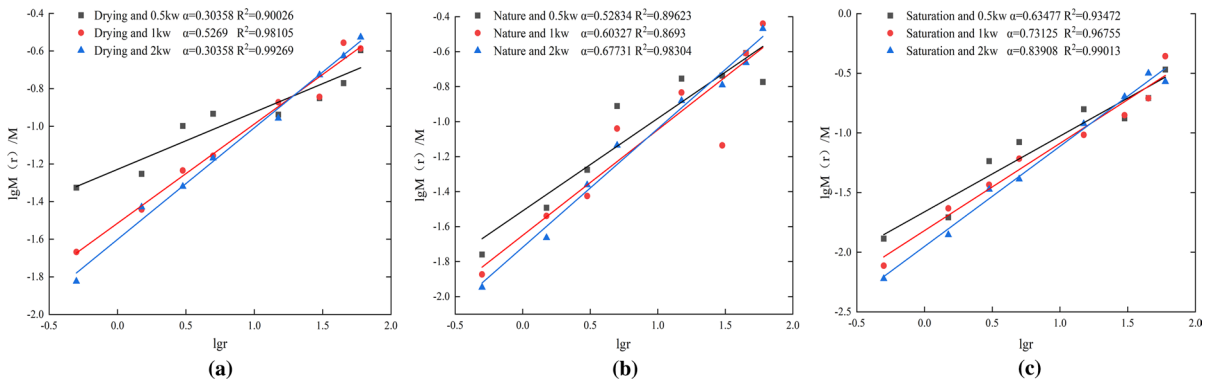 Drying and 0.5kw α=0.30358 R²=0.90026
Drying and 1kw α=0.5269 R²=0.98105
Drying and 2kw α=0.30358 R²=0.99269
-0.4
-0.6
-0.8
-1.0
-1.2
-1.4
-1.6
-1.8
-2.0
lgM（r）/M
-0.5 0.0 0.5 1.0 1.5 2.0
lgr
(a)
Nature and 0.5kw α=0.52834 R²=0.89623
Nature and 1kw α=0.60327 R²=0.8693
Nature and 2kw α=0.67731 R²=0.98304
-0.4
-0.6
-0.8
-1.0
-1.2
-1.4
-1.6
-1.8
-2.0
lgM（r）/M
-0.5 0.0 0.5 1.0 1.5 2.0
lgr
(b)
Saturation and 0.5kw α=0.63477 R²=0.93472
Saturation and 1kw α=0.73125 R²=0.96755
Saturation and 2kw α=0.83908 R²=0.99013
0.0
-0.5
-1.0
-1.5
-2.0
-2.5
lgM（r）/M
-0.5 0.0 0.5 1.0 1.5 2.0
lgr
(c)